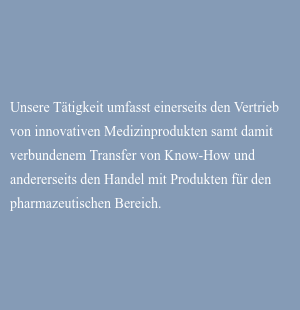 Unsere Tätigkeit umfasst einerseits den Vertrieb
von innovativen Medizinprodukten samt damit
verbundenem Transfer von Know-How und
andererseits den Handel mit Produkten für den
pharmazeutischen Bereich.